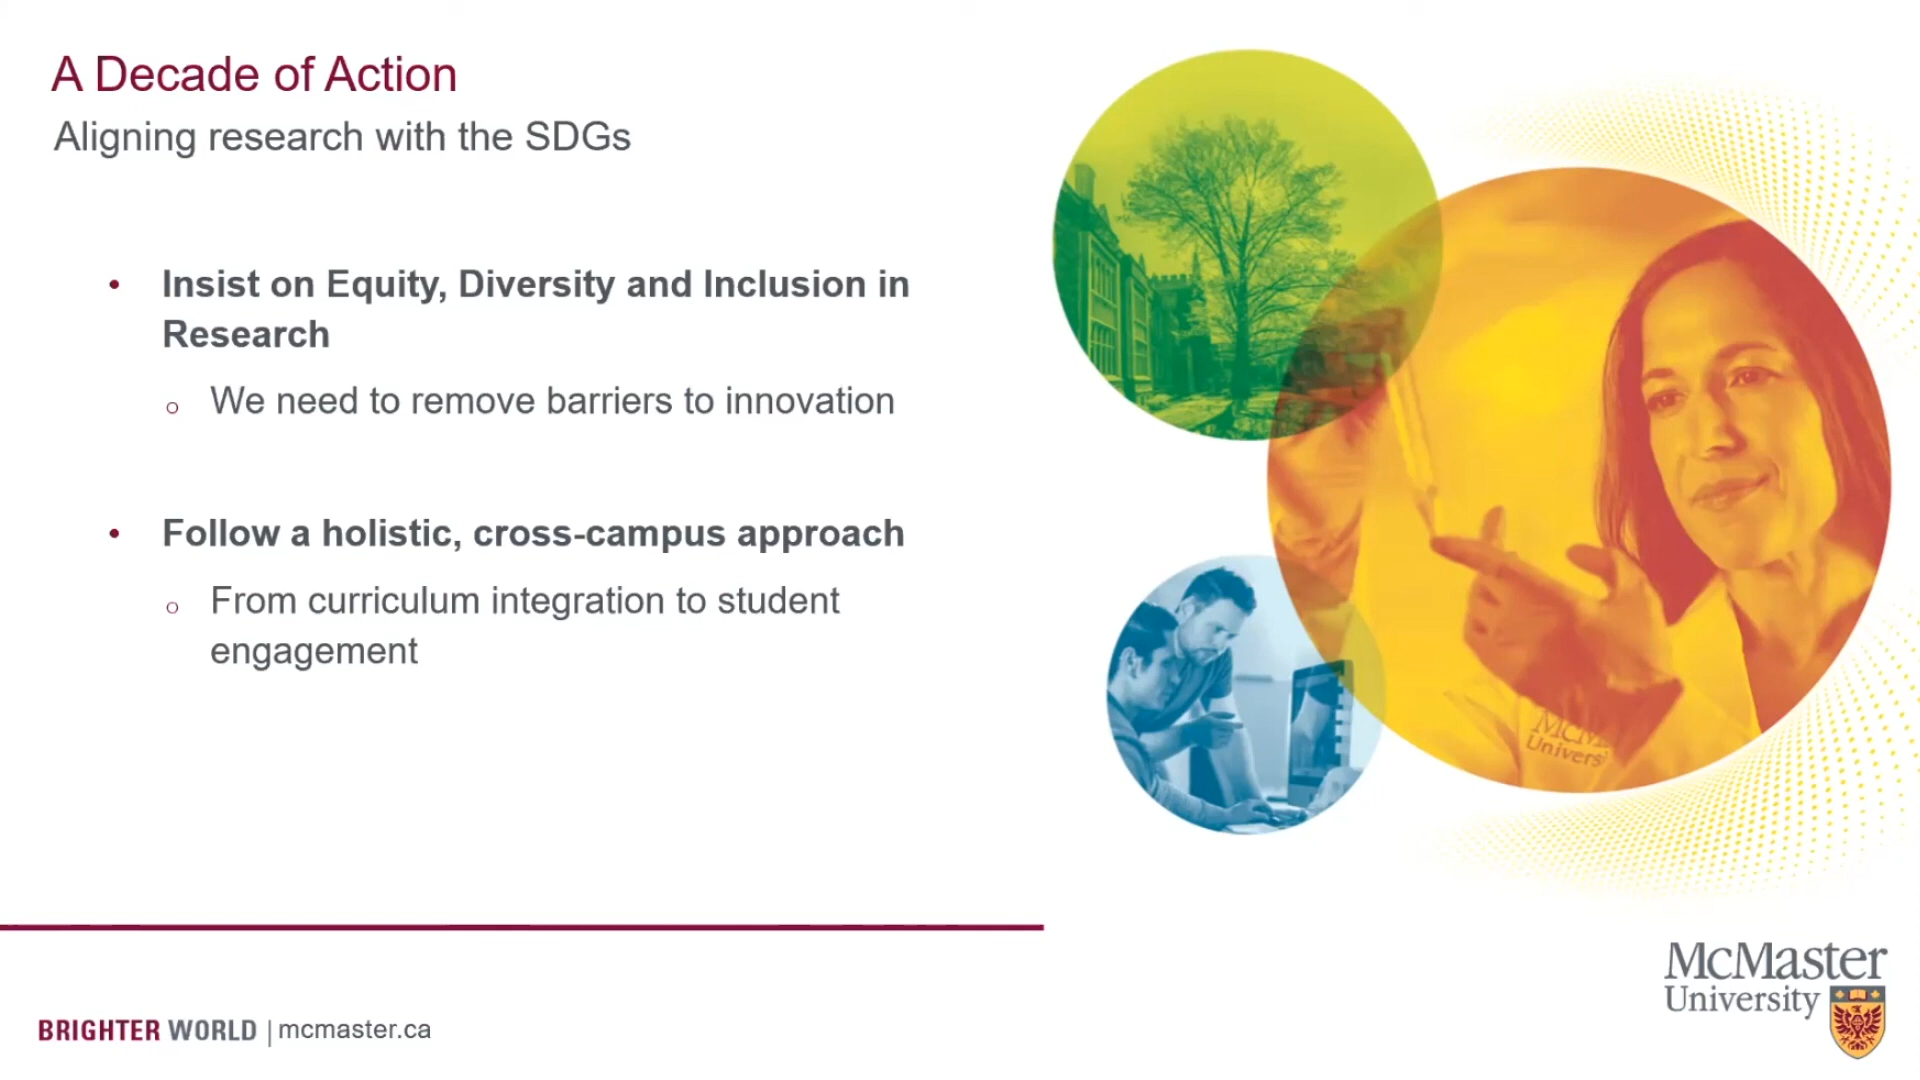 A Decade of Action
Aligning research with the SDGs
• Insist on Equity, Diversity and Inclusion in
Research
o We need to remove barriers to innovation
• Follow a holistic, cross-campus approach
o From curriculum integration to student
engagement
McMaster
University
BRIGHTER WORLD | mcmaster.ca